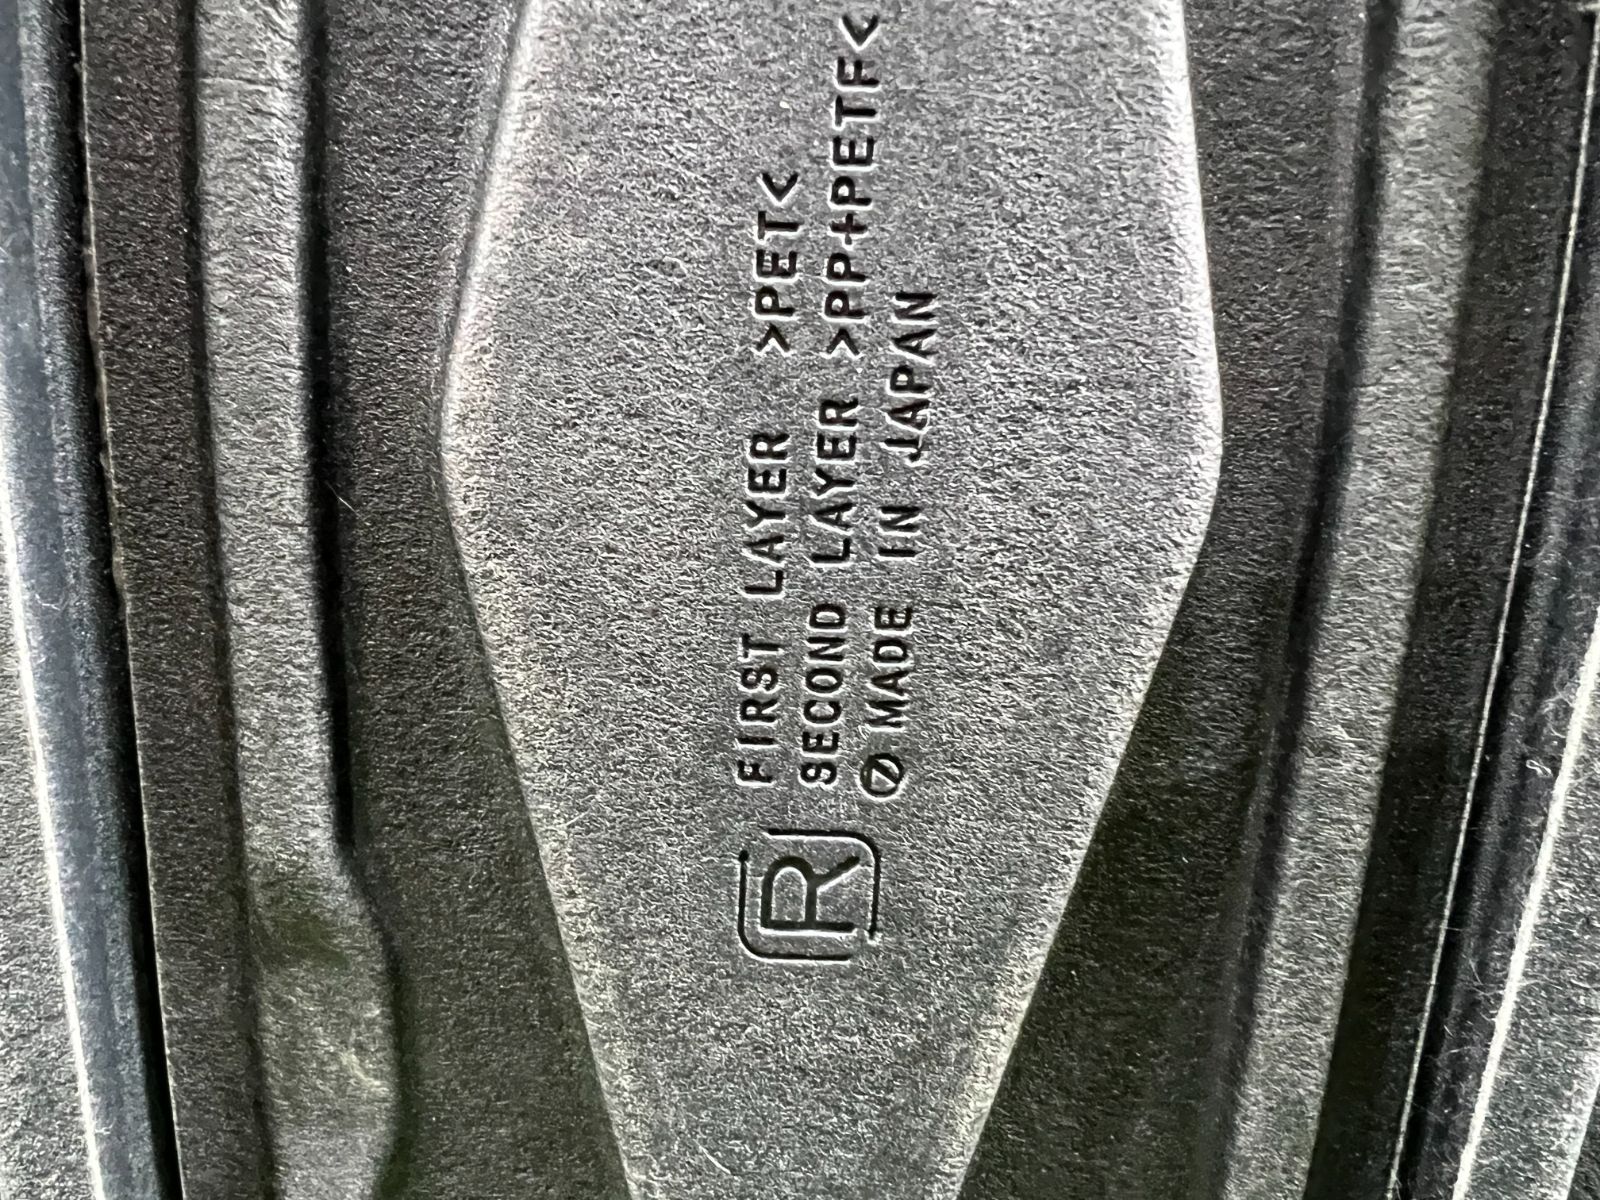 FIRST LAYER >PET<
SECOND LAYER >PP+PETF<
MADE IN JAPAN
R